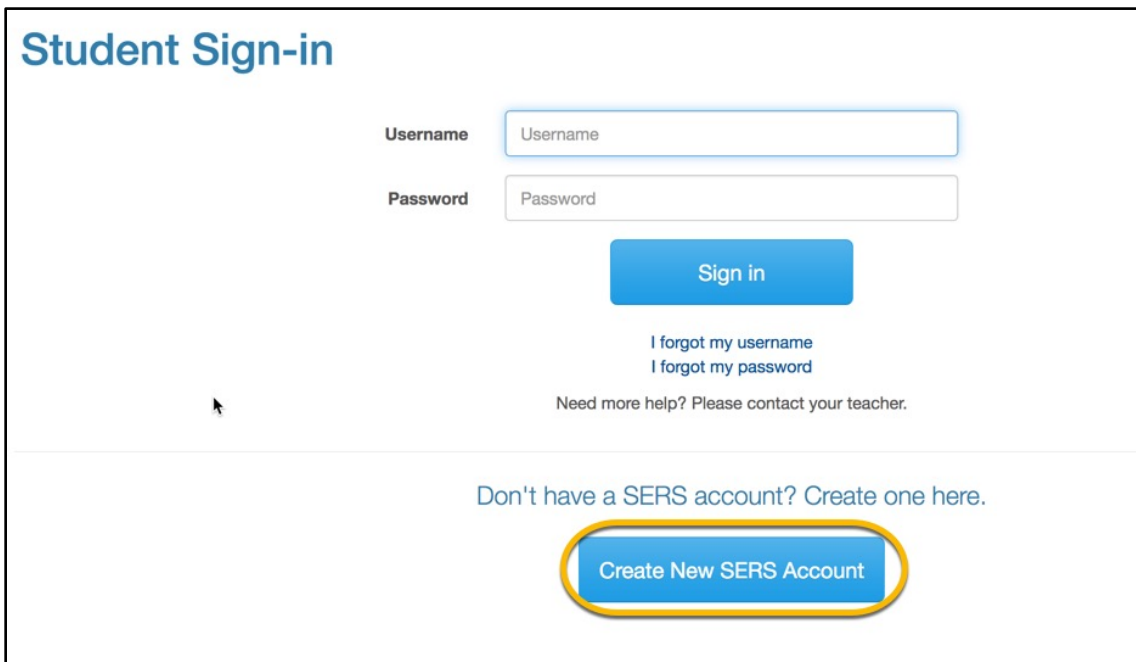 Student Sign-in
Username Username
Password Password
Sign in
I forgot my username
I forgot my password
Need more help? Please contact your teacher.
Don't have a SERS account? Create one here.
Create New SERS Account